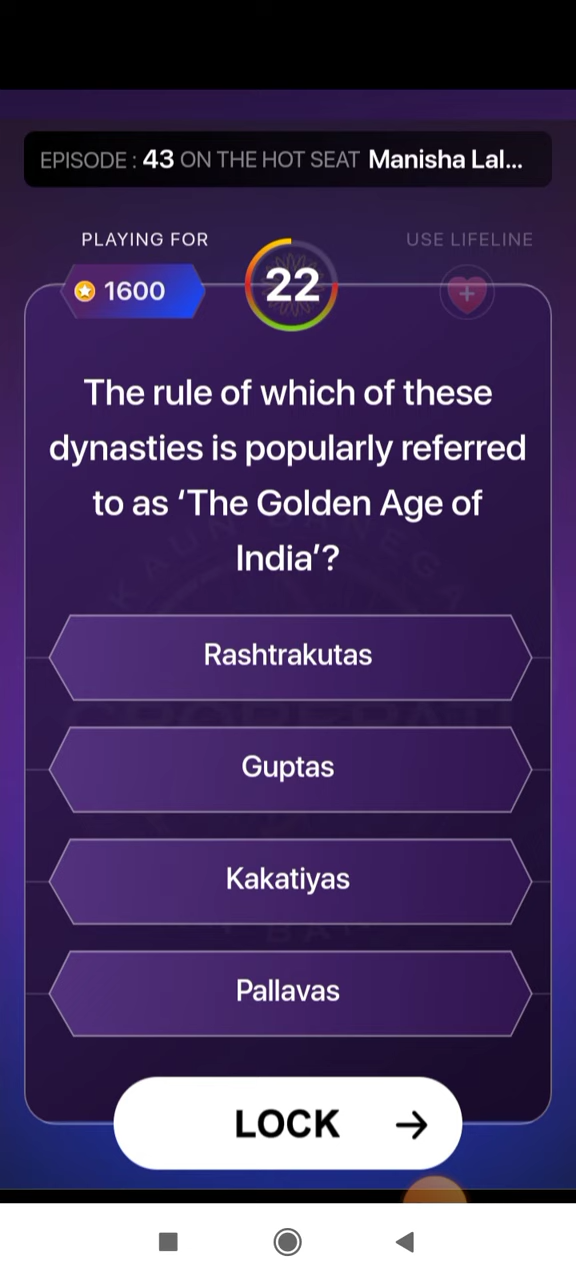 EPISODE : 43 ON THE HOT SEAT Manisha Lal...
PLAYING FOR
USE LIFELINE
1600
22
The rule of which of these
dynasties is popularly referred
to as ‘The Golden Age of
India’?
Rashtrakutas
Guptas
Kakatiyas
Pallavas
LOCK